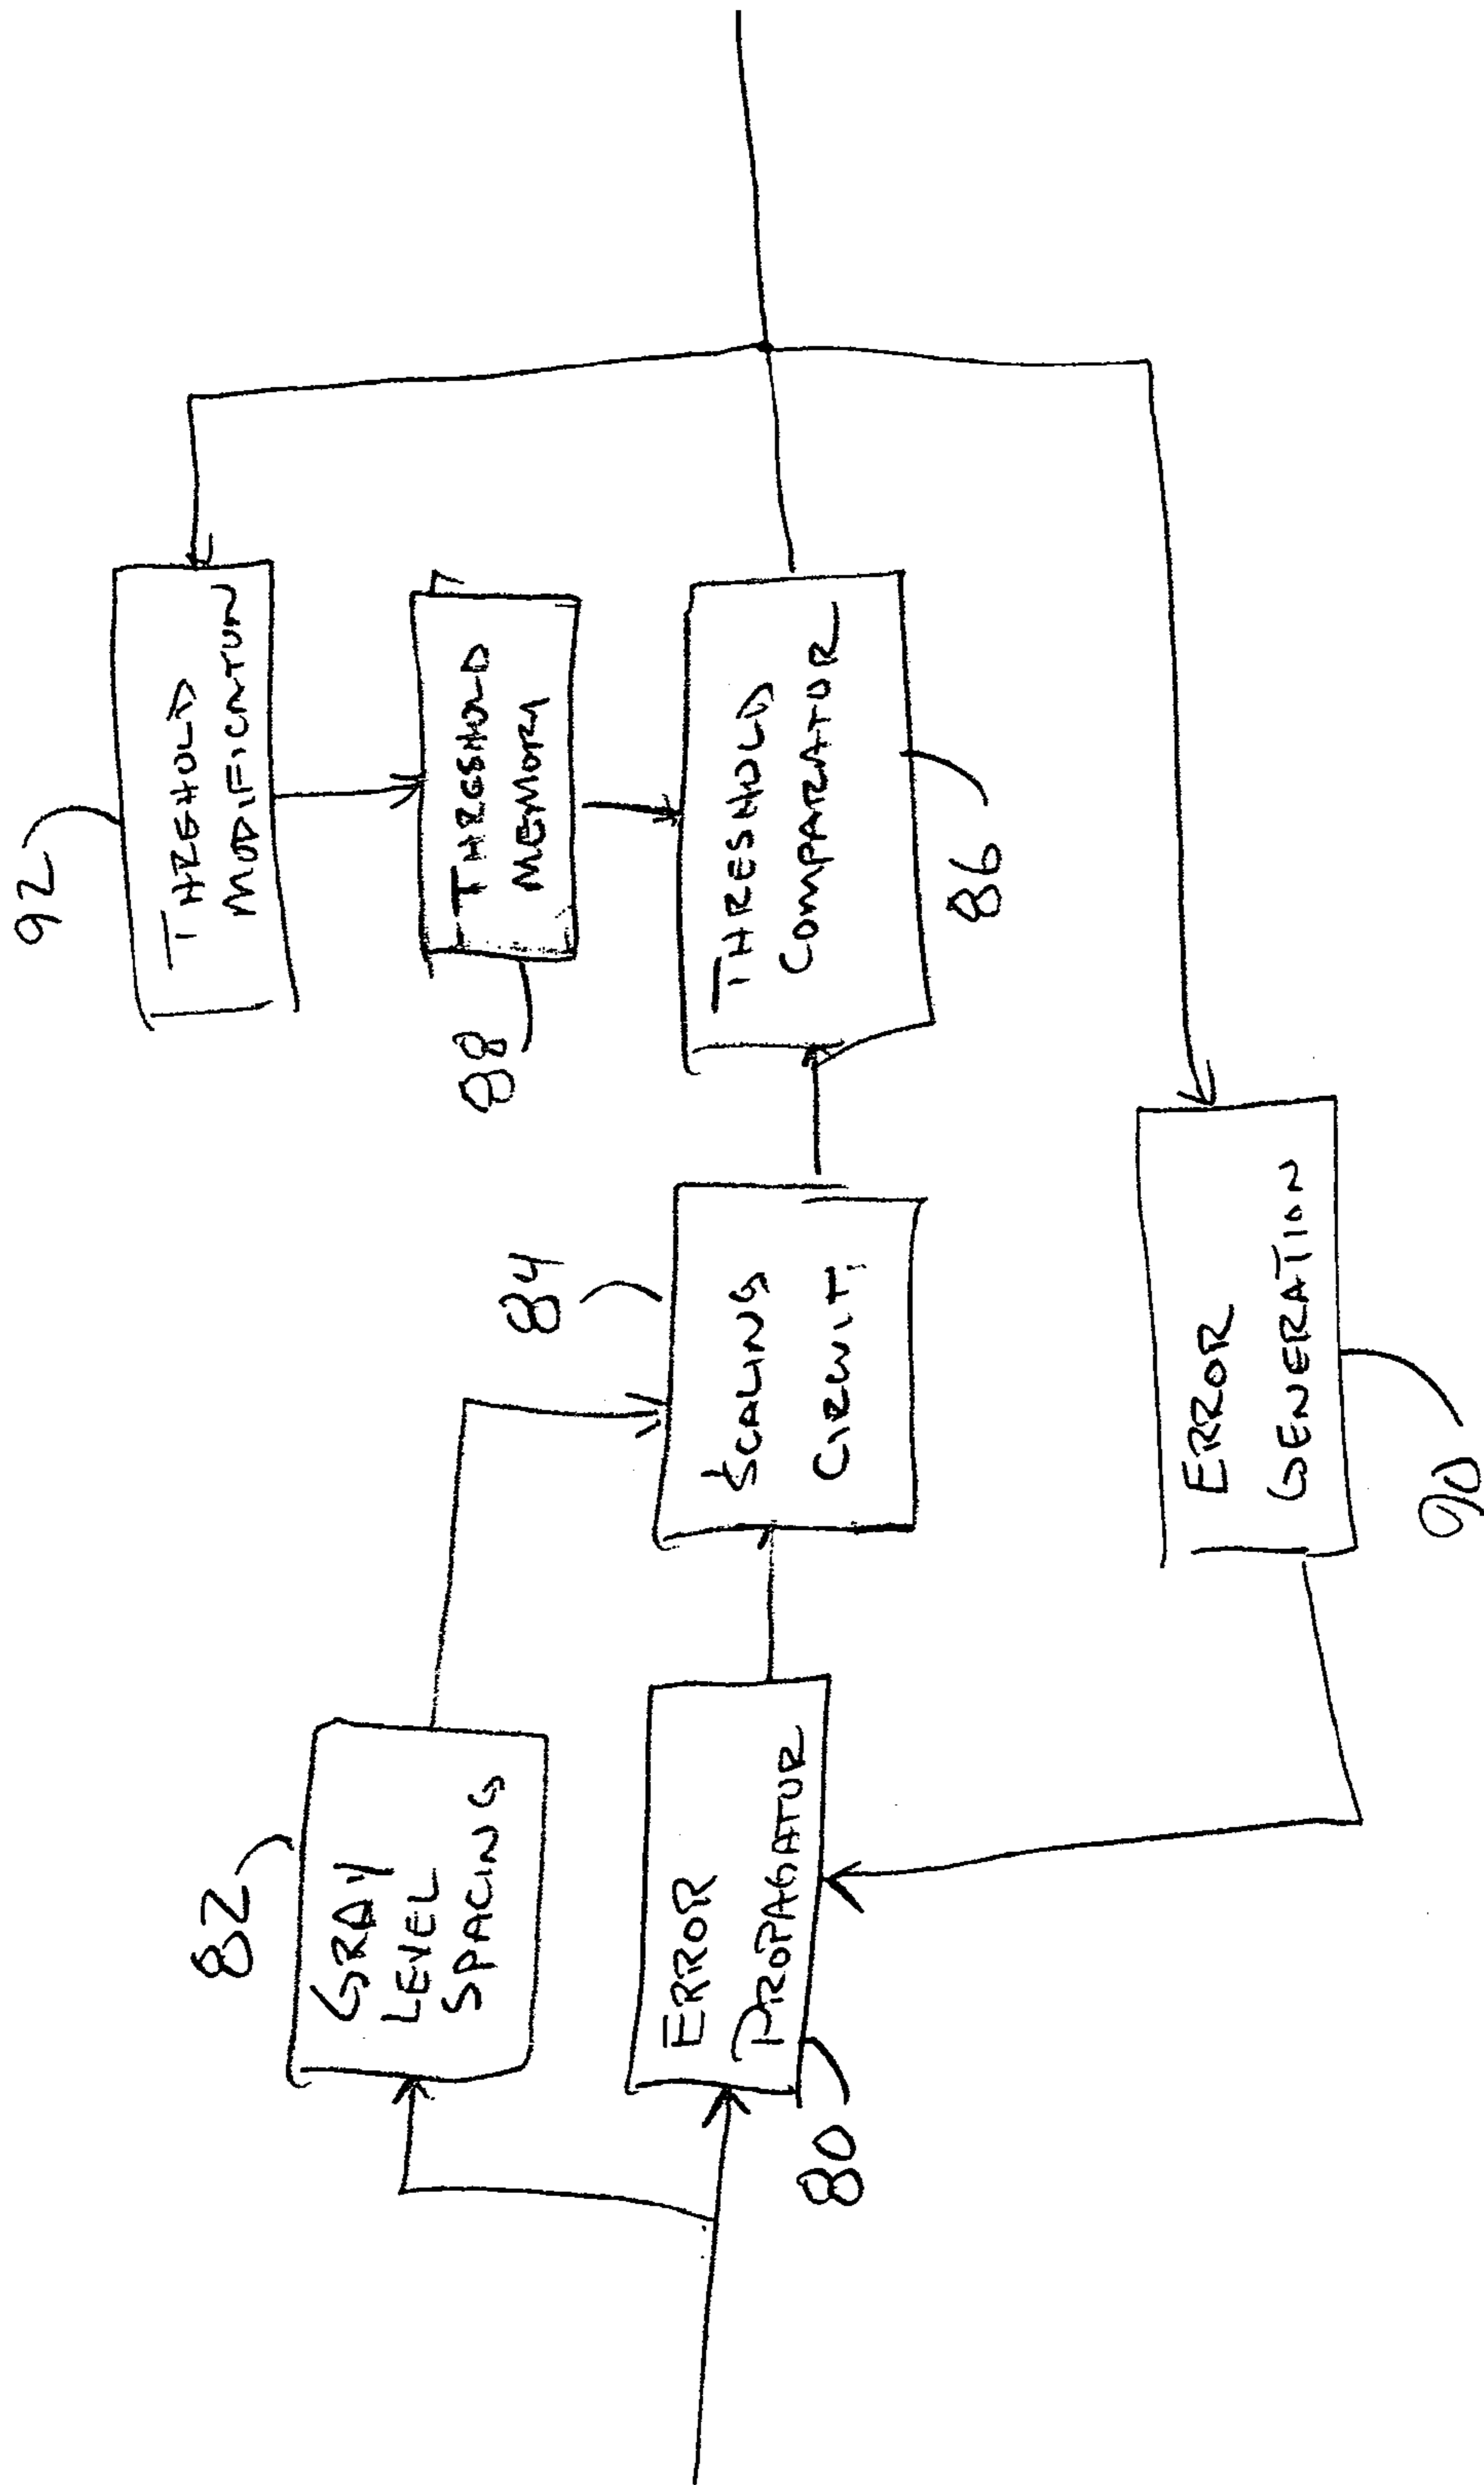 92
THREHOLD
MODIFICATION
88
THRESHOLD
MEMORY
82
GRAY
LEVEL
SPACING
84
SCALING
CIRCUIT
THRESHOLD
COMPARATOR
86
ERROR
PROPAGATOR
80
ERROR
GENERATION
90